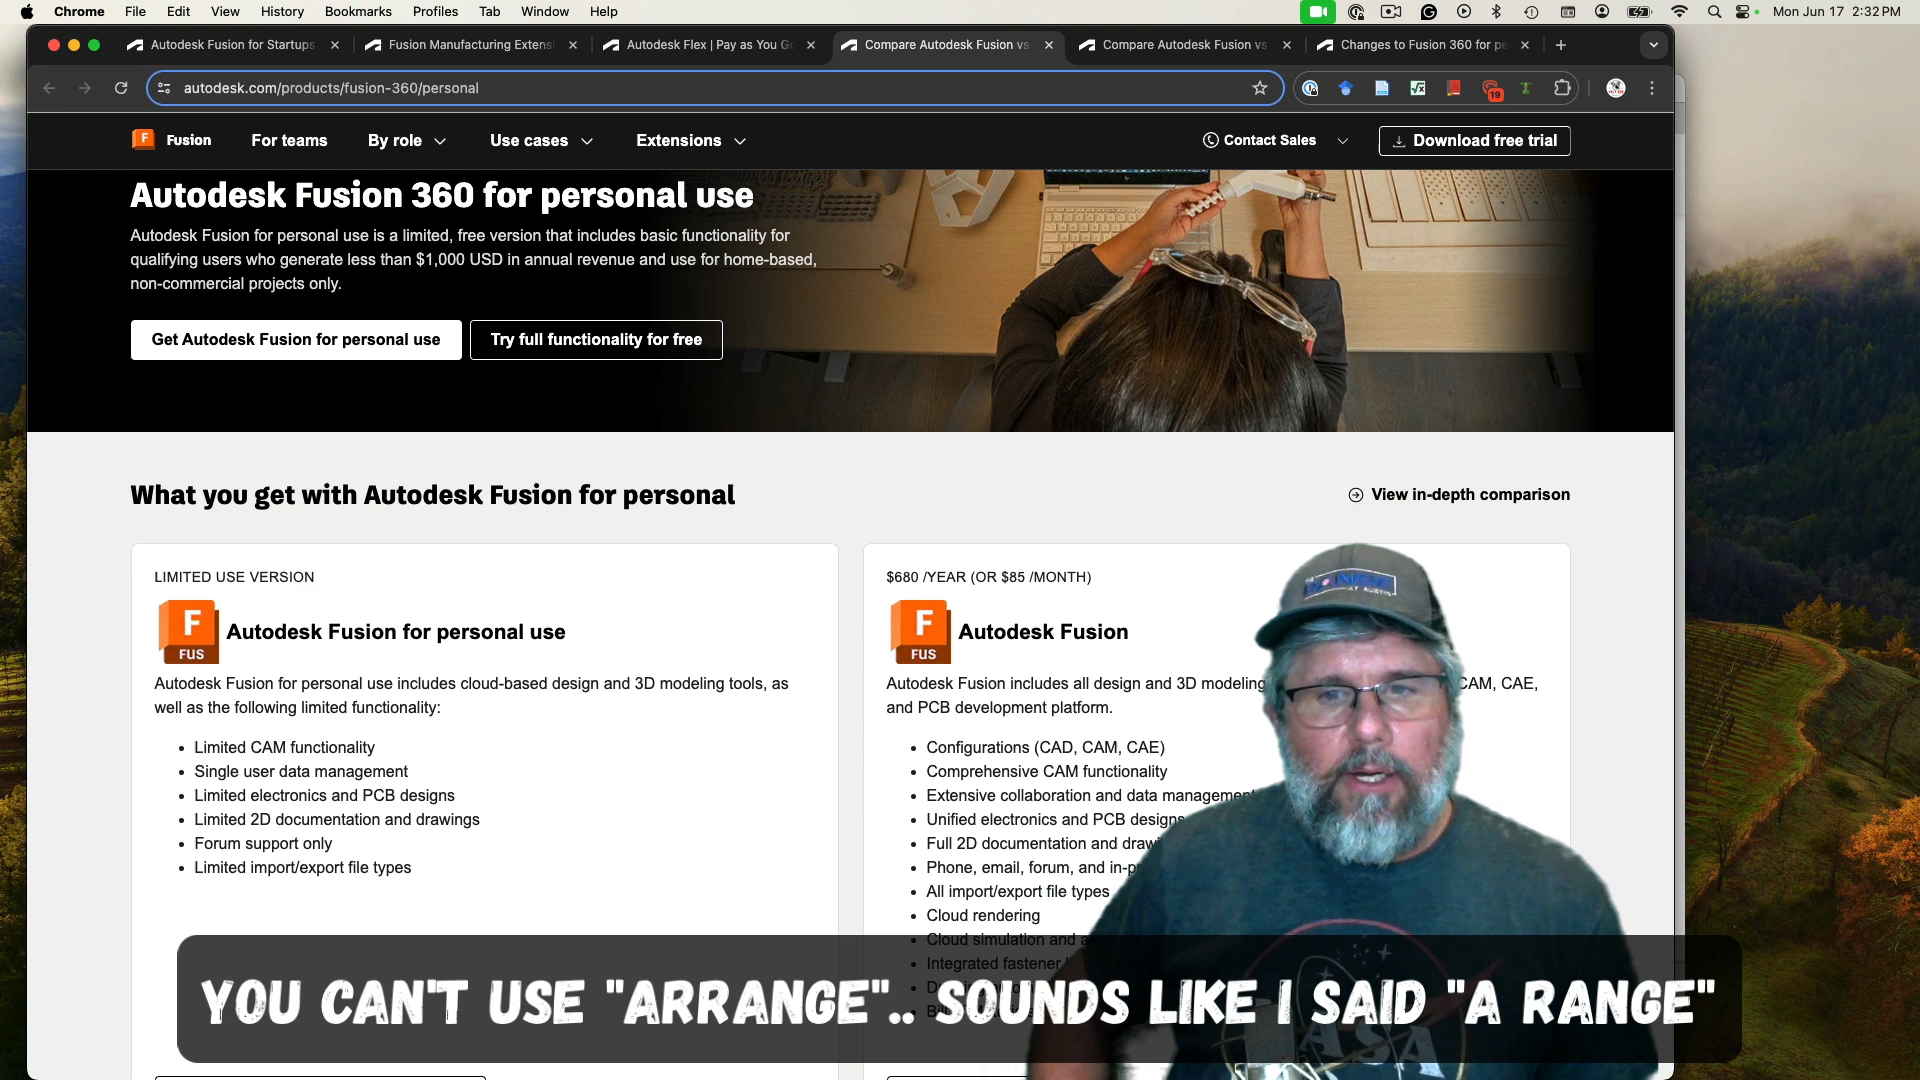 Chrome File Edit View History Bookmarks Profiles Tab Window Help
Mon Jun 17 2:32 PM
Autodesk Fusion for Startups
Fusion Manufacturing Extens
Autodesk Flex | Pay as You G
Compare Autodesk Fusion vs
Compare Autodesk Fusion vs
Changes to Fusion 360 for pe
autodesk.com/products/fusion-360/personal
19
F Fusion For teams By role Use cases Extensions Contact Sales Download free trial
Autodesk Fusion 360 for personal use
Autodesk Fusion for personal use is a limited, free version that includes basic functionality for
qualifying users who generate less than $1,000 USD in annual revenue and use for home-based,
non-commercial projects only.
Get Autodesk Fusion for personal use Try full functionality for free
What you get with Autodesk Fusion for personal
View in-depth comparison
LIMITED USE VERSION
F
FUS
Autodesk Fusion for personal use
Autodesk Fusion for personal use includes cloud-based design and 3D modeling tools, as
well as the following limited functionality:
• Limited CAM functionality
• Single user data management
• Limited electronics and PCB designs
• Limited 2D documentation and drawings
• Forum support only
• Limited import/export file types
$680 /YEAR (OR $85 /MONTH)
F
FUS
Autodesk Fusion
Autodesk Fusion includes all design and 3D modeling CAM, CAE,
and PCB development platform.
• Configurations (CAD, CAM, CAE)
• Comprehensive CAM functionality
• Extensive collaboration and data management
• Unified electronics and PCB designs
• Full 2D documentation and draw
• Phone, email, forum, and in-p
• All import/export file types
• Cloud rendering
• Cloud simulation and
• Integrated fastener
YOU CAN'T USE "ARRANGE".. SOUNDS LIKE I SAID "A RANGE"